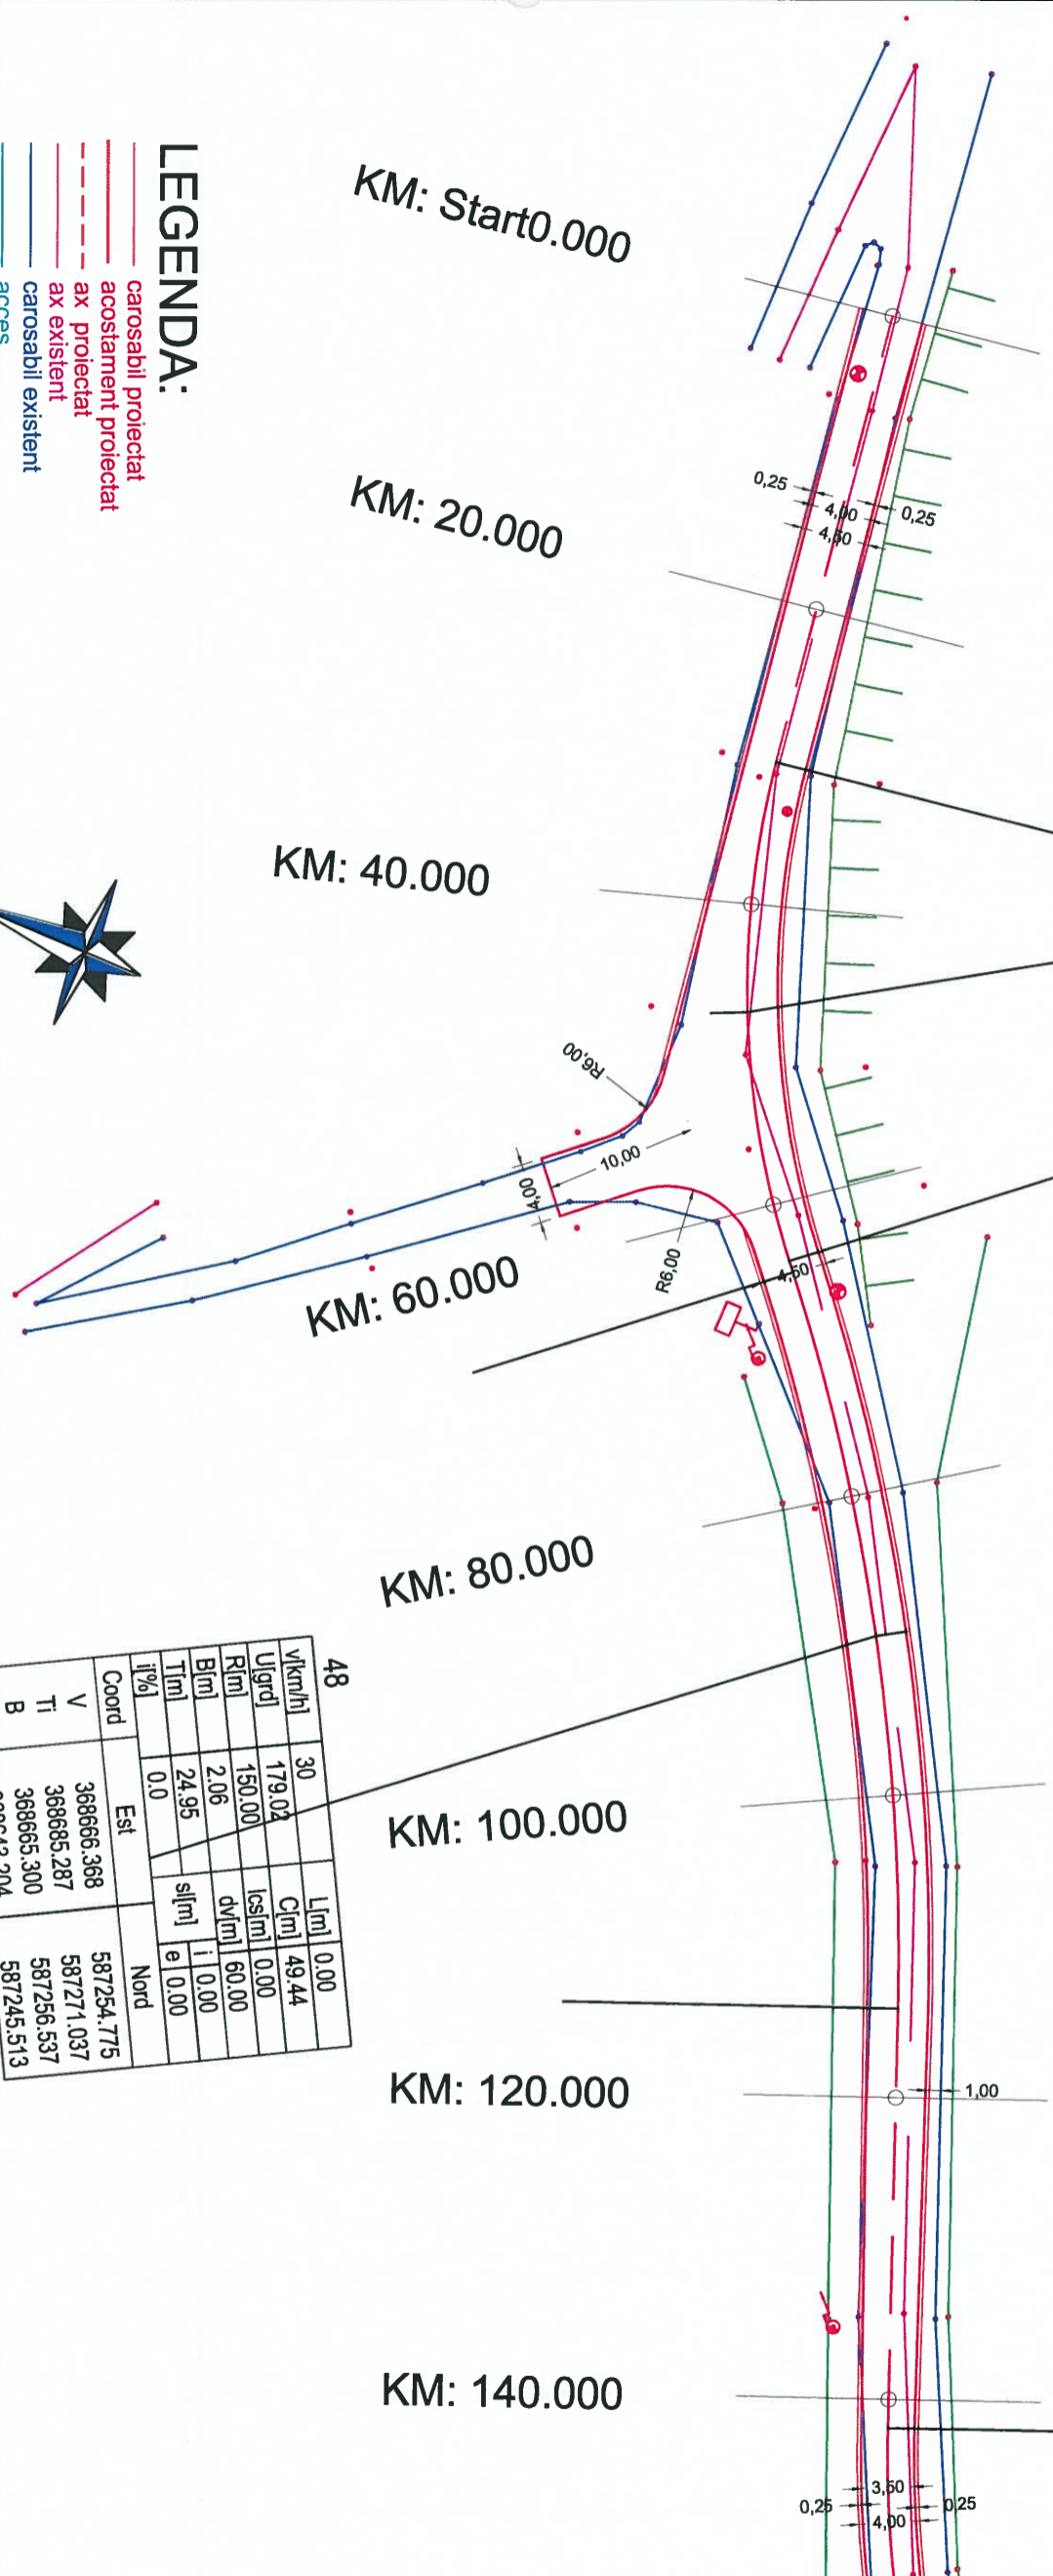 LEGENDA:
carosabil proiectat
acostament proiectat
ax proiectat
ax existent
carosabil existent
acces
KM: Start0.000
KM: 20.000
0,25
4,00
0,25
4,50
KM: 40.000
R6,00
10,00
4,00
R6,00
4,50
KM: 60.000
KM: 80.000
48
v[km/h] 30 L[m] 0.00
U[grd] 179.02 C[m] 49.44
R[m] 150.00 lcs[m] 0.00
B[m] 2.06 dv[m] 60.00
T[m] 24.95 sl[m] i 0.00
i[%] 0.0 e 0.00
Coord Est Nord
V 368666.368 587254.775
Ti 368685.287 587271.037
B 368665.300 587256.537
587245.513
KM: 100.000
KM: 120.000
1,00
KM: 140.000
3,50
0,25
0,25
4,00